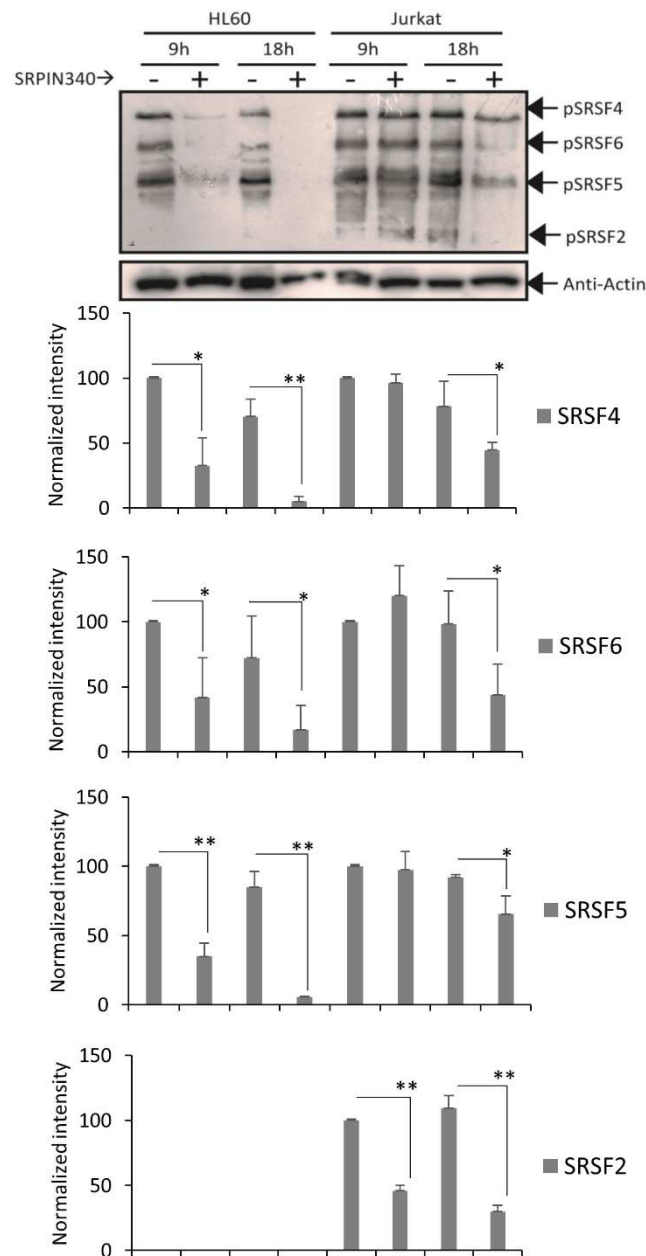 HL60 Jurkat
9h 18h 9h 18h
SRPIN340→ - + - + - + - +
pSRSF4
pSRSF6
pSRSF5
pSRSF2
Anti-Actin
Normalized intensity
150
100
50
0
* ** *
SRSF4
Normalized intensity
150
100
50
0
* * *
SRSF6
Normalized intensity
150
100
50
0
** ** *
SRSF5
Normalized intensity
150
100
50
0
** **
SRSF2